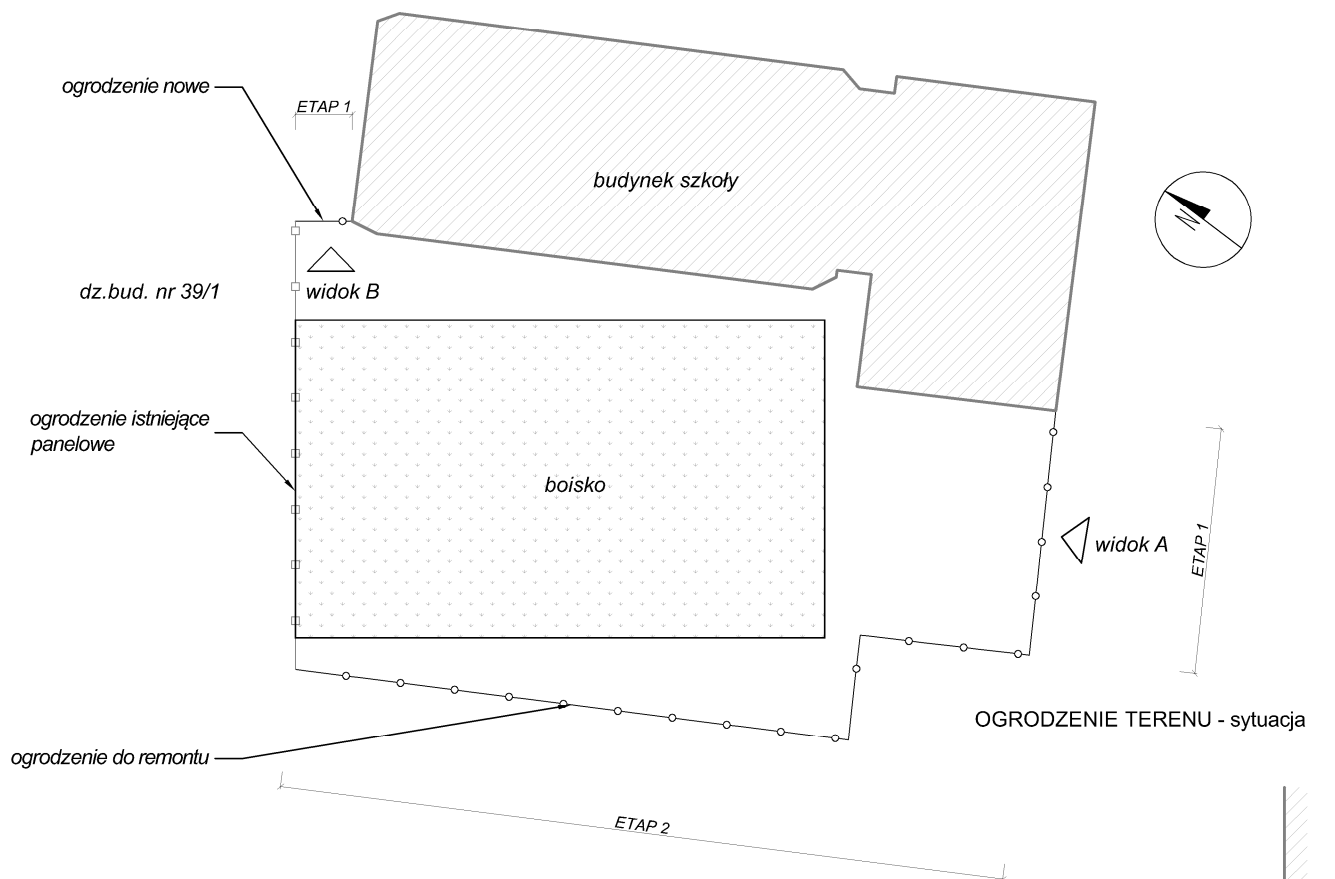 ogrodzenie nowe
ETAP 1
budynek szkoły
N
dz.bud. nr 39/1
widok B
ogrodzenie istniejące
panelowe
boisko
widok A
ETAP 1
OGRODZENIE TERENU - sytuacja
ogrodzenie do remontu
ETAP 2